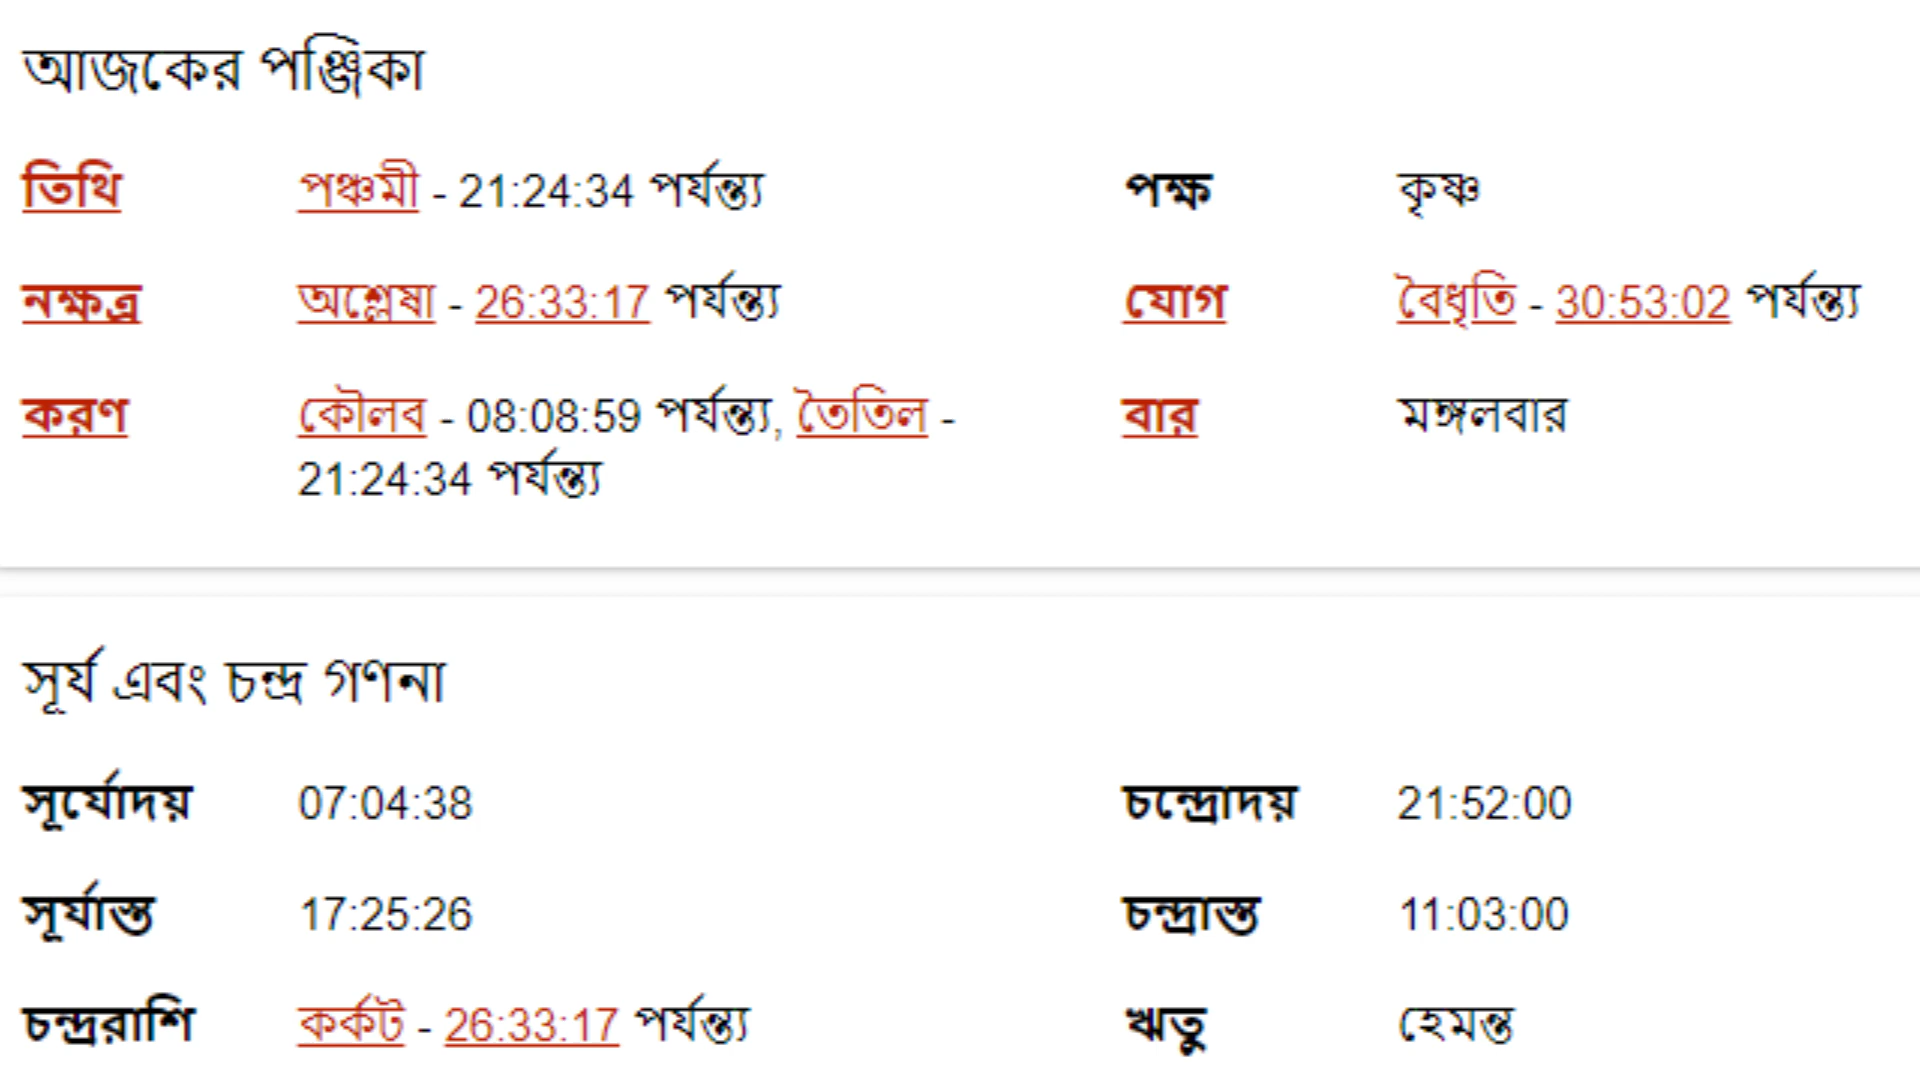 আজকের পঞ্জিকা
তিথি পঞ্চমী - 21:24:34 পর্যন্ত্য পক্ষ কৃষ্ণ
নক্ষত্র অশ্লেষা - 26:33:17 পর্যন্ত্য যোগ বৈধৃতি - 30:53:02 পর্যন্ত্য
করণ কৌলব - 08:08:59 পর্যন্ত্য, তৈতিল - বার মঙ্গলবার
21:24:34 পর্যন্ত্য
সূর্য এবং চন্দ্র গণনা
সূর্যোদয় 07:04:38 চন্দ্রোদয় 21:52:00
সূর্যাস্ত 17:25:26 চন্দ্রাস্ত 11:03:00
চন্দ্ররাশি কর্কট - 26:33:17 পর্যন্ত্য ঋতু হেমন্ত